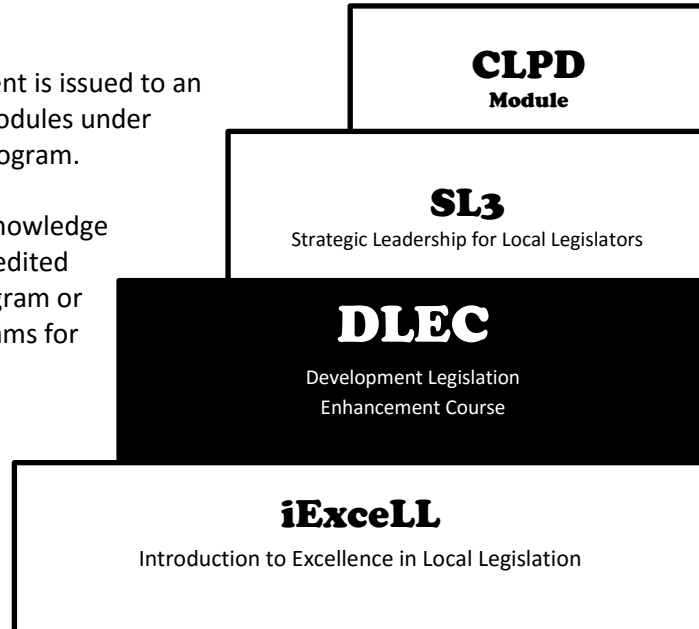 ent is issued to an
odules under
ogram.
nowledge
edited
gram or
ms for
CLPD
Module
SL3
Strategic Leadership for Local Legislators
DLEC
Development Legislation
Enhancement Course
iExceLL
Introduction to Excellence in Local Legislation